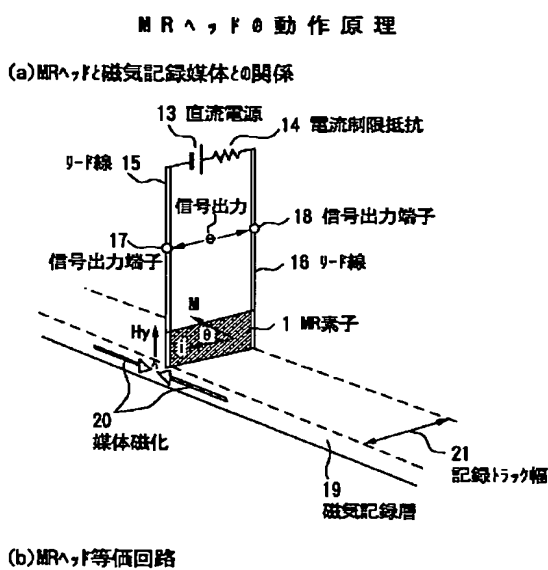 MRヘッドの動作原理
(a)MRヘッドと磁気記録媒体との関係
13 直流電源
14 電流制限抵抗
リード線 15
信号出力
e
18 信号出力端子
17
信号出力端子
16 リード線
M
Hy
θ
i
1 MR素子
20
媒体磁化
21
記録トラック幅
19
磁気記録層
(b)MRヘッド等価回路